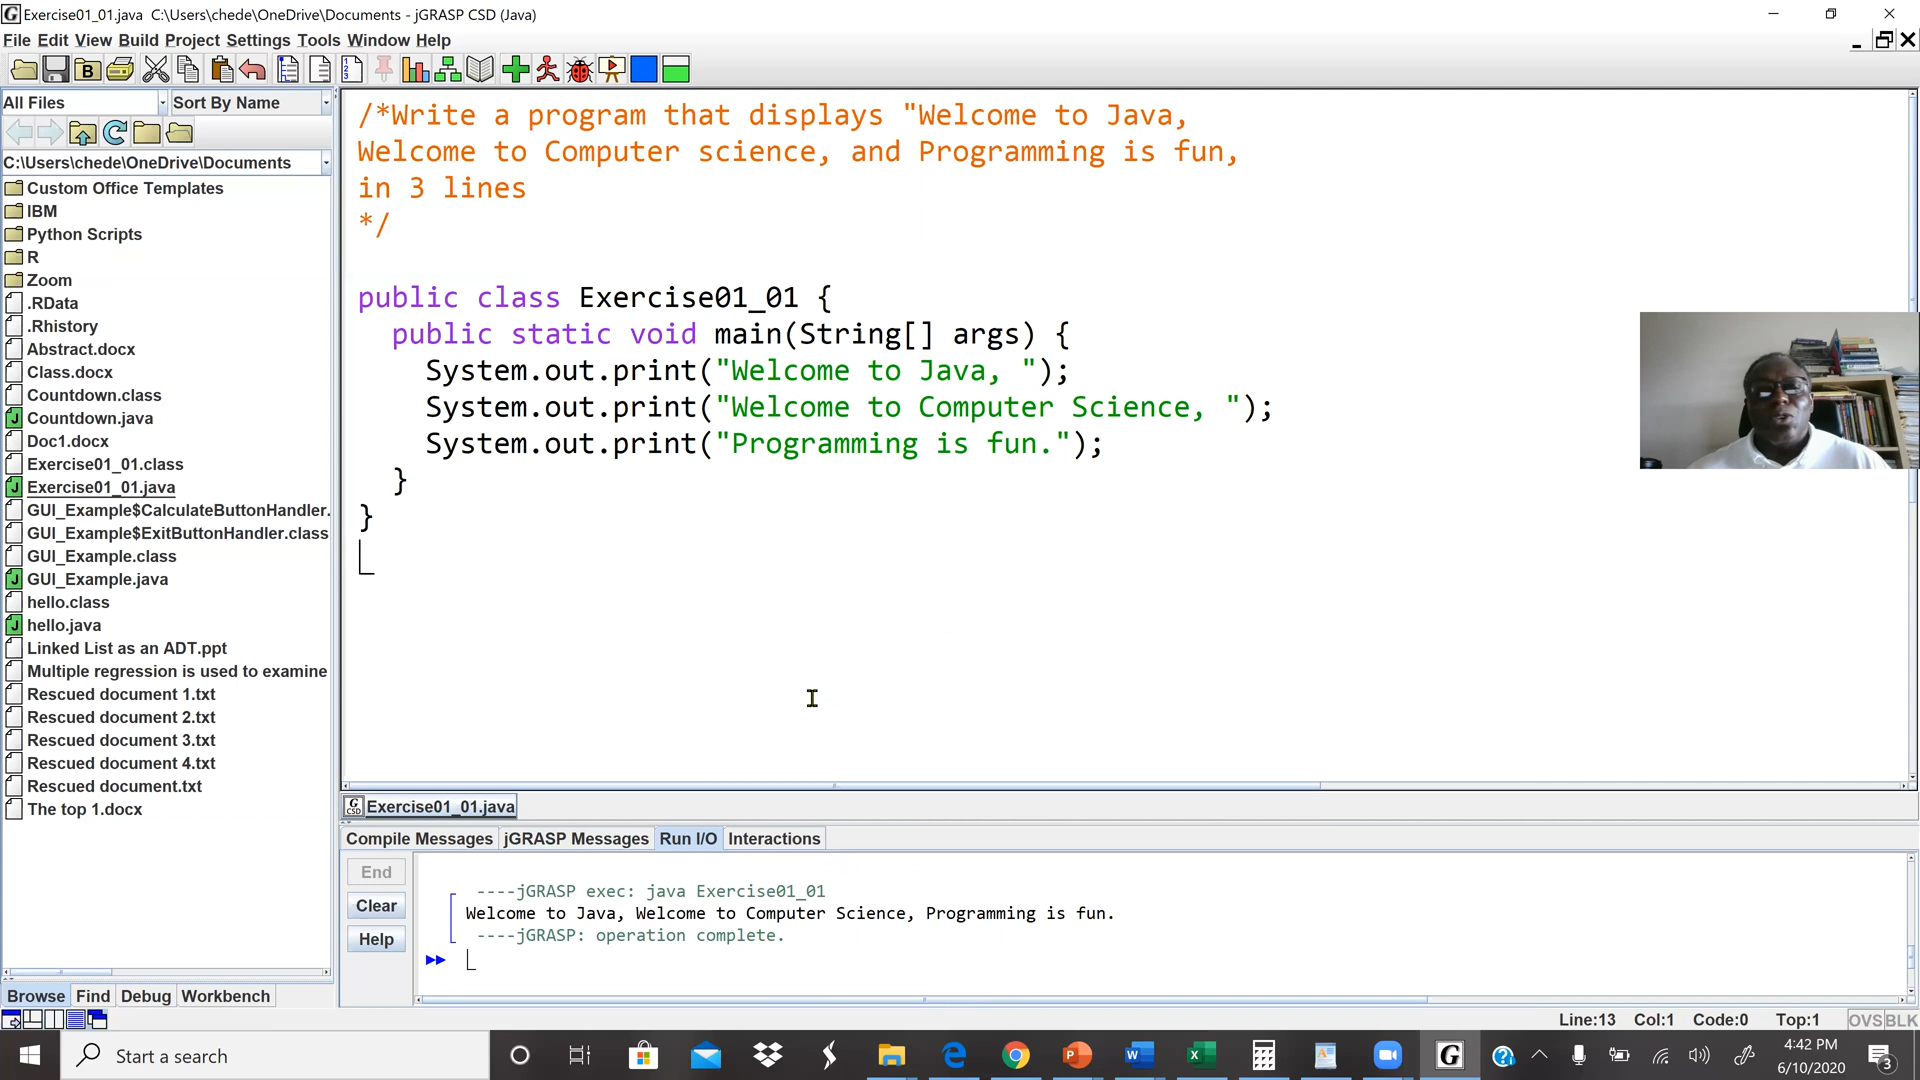 Exercise01_01.java  C:\Users\chede\OneDrive\Documents - jGRASP CSD (Java)
File Edit View Build Project Settings Tools Window Help
All Files
Sort By Name
C:\Users\chede\OneDrive\Documents
Custom Office Templates
IBM
Python Scripts
R
Zoom
.RData
.Rhistory
Abstract.docx
Class.docx
Countdown.class
Countdown.java
Doc1.docx
Exercise01_01.class
Exercise01_01.java
GUI_Example$CalculateButtonHandler.
GUI_Example$ExitButtonHandler.class
GUI_Example.class
GUI_Example.java
hello.class
hello.java
Linked List as an ADT.ppt
Multiple regression is used to examine
Rescued document 1.txt
Rescued document 2.txt
Rescued document 3.txt
Rescued document 4.txt
Rescued document.txt
The top 1.docx
Browse Find Debug Workbench
/*Write a program that displays "Welcome to Java,
Welcome to Computer science, and Programming is fun,
in 3 lines
*/
public class Exercise01_01 {
public static void main(String[] args) {
System.out.print("Welcome to Java, ");
System.out.print("Welcome to Computer Science, ");
System.out.print("Programming is fun.");
}
}
Exercise01_01.java
Compile Messages jGRASP Messages Run I/O Interactions
End
Clear
Help
----jGRASP exec: java Exercise01_01
Welcome to Java, Welcome to Computer Science, Programming is fun.
----jGRASP: operation complete.
Line:13 Col:1 Code:0 Top:1 OVS BLK
Start a search
4:42 PM
6/10/2020
3